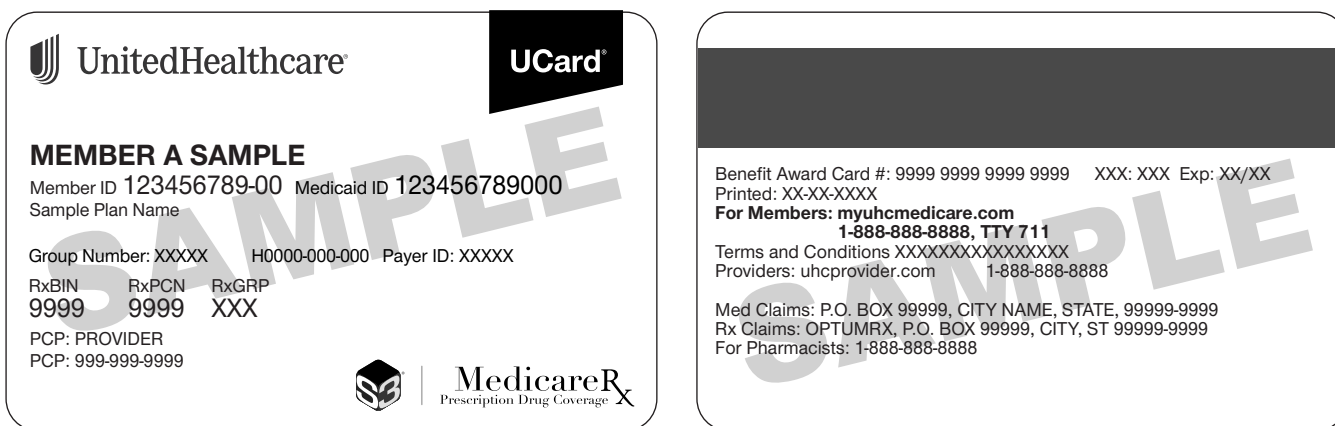 UnitedHealthcare®
UCard®
SAMPLE
MEMBER A SAMPLE
Member ID 123456789-00 Medicaid ID 123456789000
Sample Plan Name
Group Number: XXXXX H0000-000-000 Payer ID: XXXXX
RxBIN RxPCN RxGRP
9999 9999 XXX
PCP: PROVIDER
PCP: 999-999-9999
S3
MedicareRx
Prescription Drug Coverage
SAMPLE
Benefit Award Card #: 9999 9999 9999 9999 XXX: XXX Exp: XX/XX
Printed: XX-XX-XXXX
For Members: myuhcmedicare.com
1-888-888-8888, TTY 711
Terms and Conditions XXXXXXXXXXXXXXXX
Providers: uhcprovider.com 1-888-888-8888
Med Claims: P.O. BOX 99999, CITY NAME, STATE, 99999-9999
Rx Claims: OPTUMRX, P.O. BOX 99999, CITY, ST 99999-9999
For Pharmacists: 1-888-888-8888